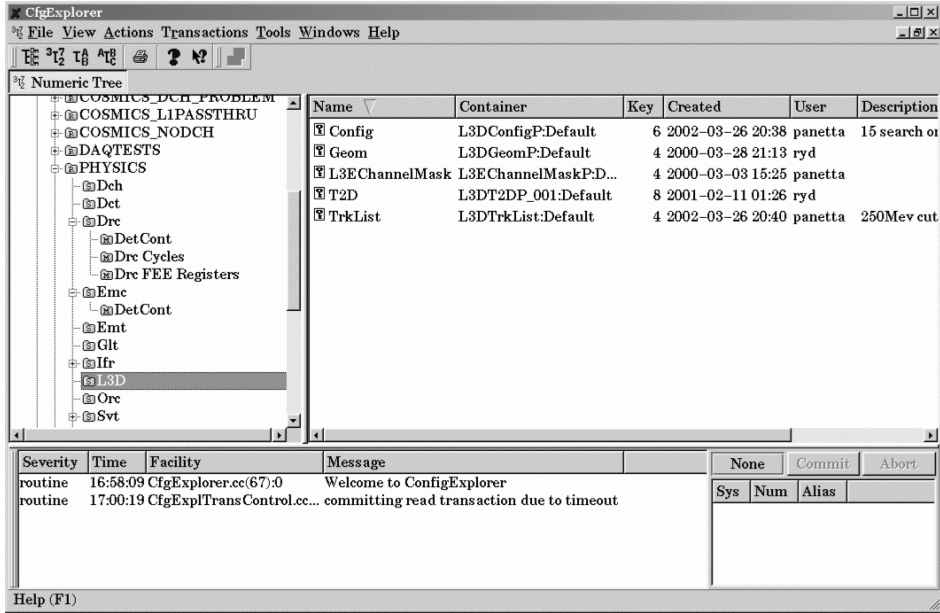 CfgExplorer
File View Actions Transactions Tools Windows Help
Numeric Tree
COSMICS_DCH_PROBLEM
COSMICS_L1PASSTHRU
COSMICS_NODCH
DAQTESTS
PHYSICS
Dch
Dct
Drc
DetCont
Drc Cycles
Drc FEE Registers
Emc
DetCont
Emt
Glt
Ifr
L3D
Orc
Svt
Name Container Key Created User Description
Config L3DConfigP:Default 6 2002-03-26 20:38 panetta 15 search or
Geom L3DGeomP:Default 4 2000-03-28 21:13 ryd
L3EChannelMask L3EChannelMaskP:D... 4 2000-03-03 15:25 panetta
T2D L3DT2DP_001:Default 8 2001-02-11 01:26 ryd
TrkList L3DTrkList:Default 4 2002-03-26 20:40 panetta 250Mev cut
Severity Time Facility Message
routine 16:58:09 CfgExplorer.cc(67):0 Welcome to ConfigExplorer
routine 17:00:19 CfgExplTransControl.cc... committing read transaction due to timeout
None Commit Abort
Sys Num Alias
Help (F1)